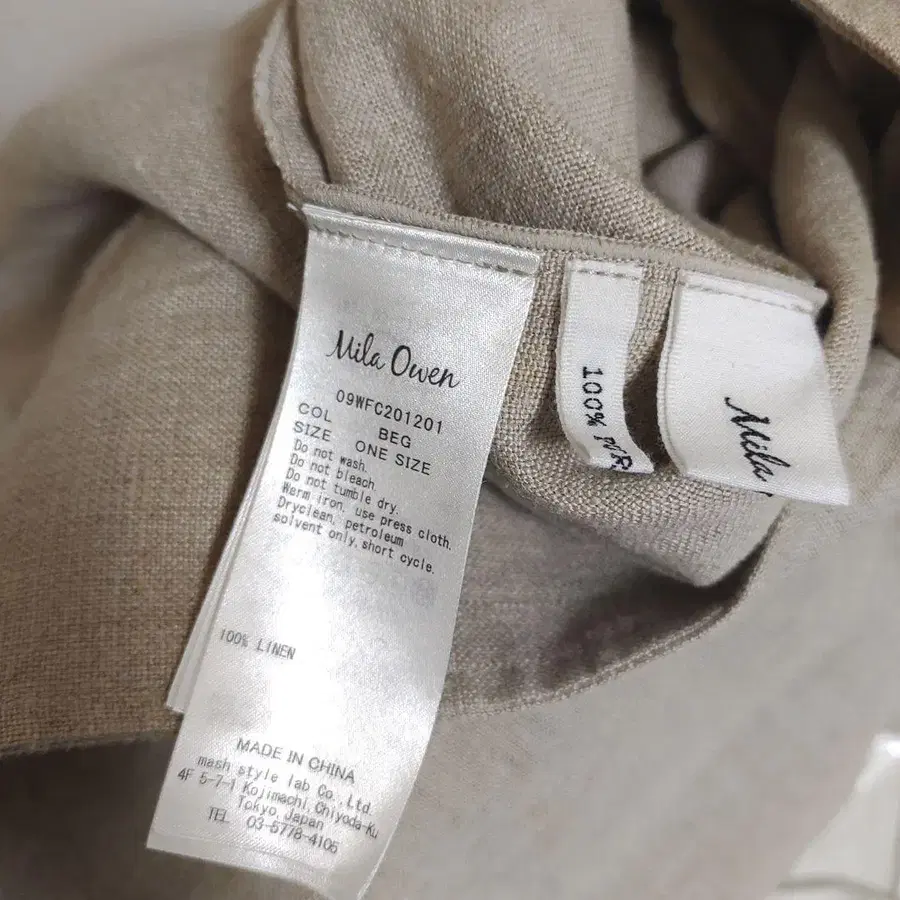 Mila Owen
09WFC201201
COL BEG
SIZE ONE SIZE
Do not wash.
Do not bleach.
Do not tumble dry.
Warm iron, use press cloth.
Dryclean, petroleum
solvent only, short cycle.
100% LINEN
MADE IN CHINA
mash style lab Co., Ltd.
4F 5-7-1 Kojimachi, Chiyoda-Ku
Tokyo, Japan
TEL 03-5778-4106
100%
Mila